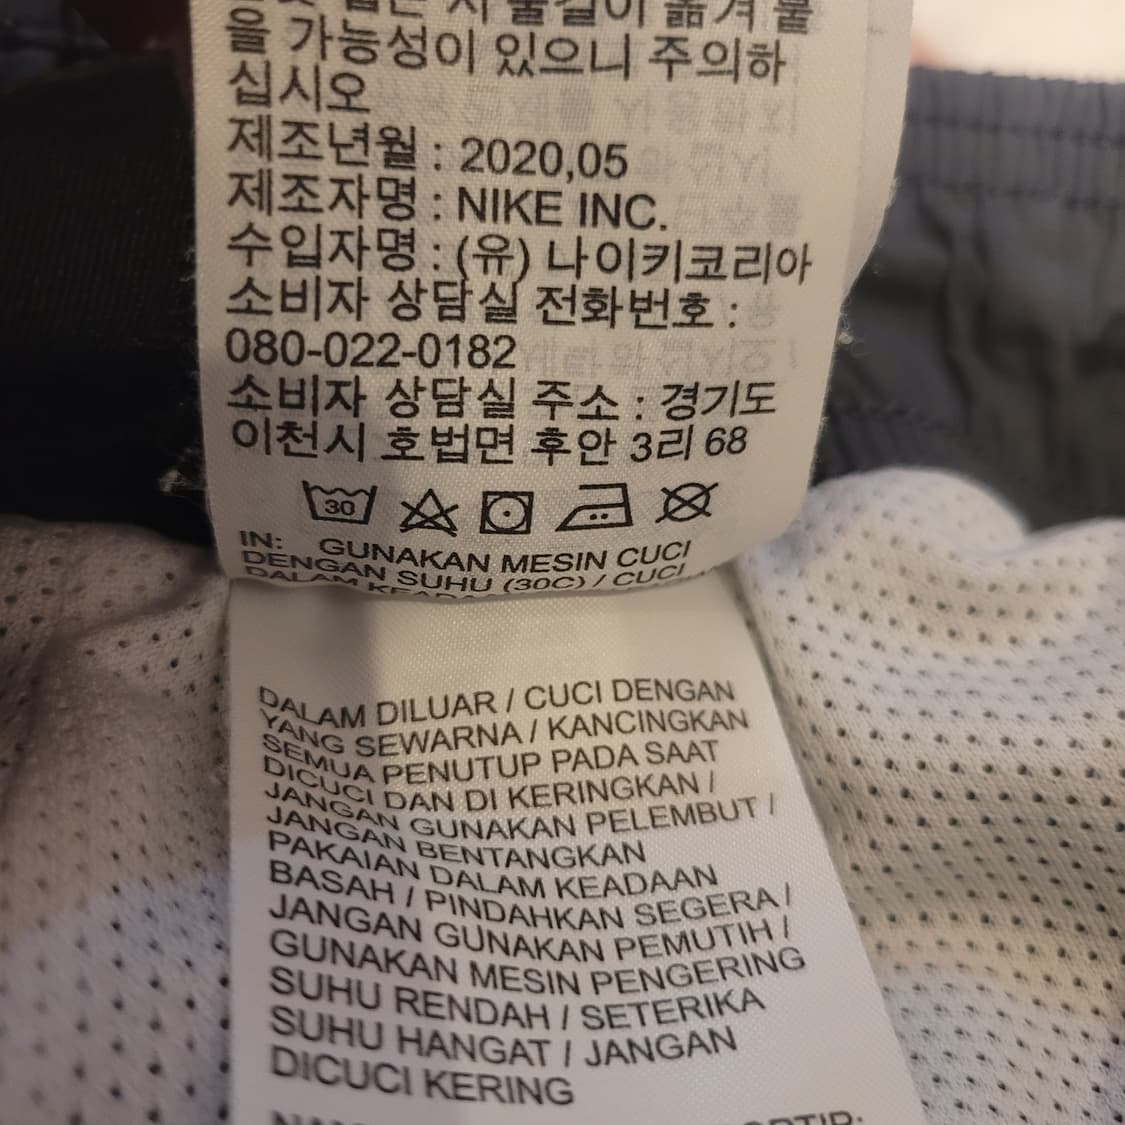 을 가능성이 있으니 주의하
십시오
제조년월 : 2020,05
제조자명 : NIKE INC.
수입자명 : (유) 나이키코리아
소비자 상담실 전화번호 :
080-022-0182
소비자 상담실 주소 : 경기도
이천시 호법면 후안 3리 68
30
IN: GUNAKAN MESIN CUCI
DENGAN SUHU (30C) / CUCI
DALAM
DALAM DILUAR / CUCI DENGAN
YANG SEWARNA / KANCINGKAN
SEMUA PENUTUP PADA SAAT
DICUCI DAN DI KERINGKAN /
JANGAN GUNAKAN PELEMBUT /
JANGAN BENTANGKAN
PAKAIAN DALAM KEADAAN
BASAH / PINDAHKAN SEGERA /
JANGAN GUNAKAN PEMUTIH /
GUNAKAN MESIN PENGERING
SUHU RENDAH / SETERIKA
SUHU HANGAT / JANGAN
DICUCI KERING